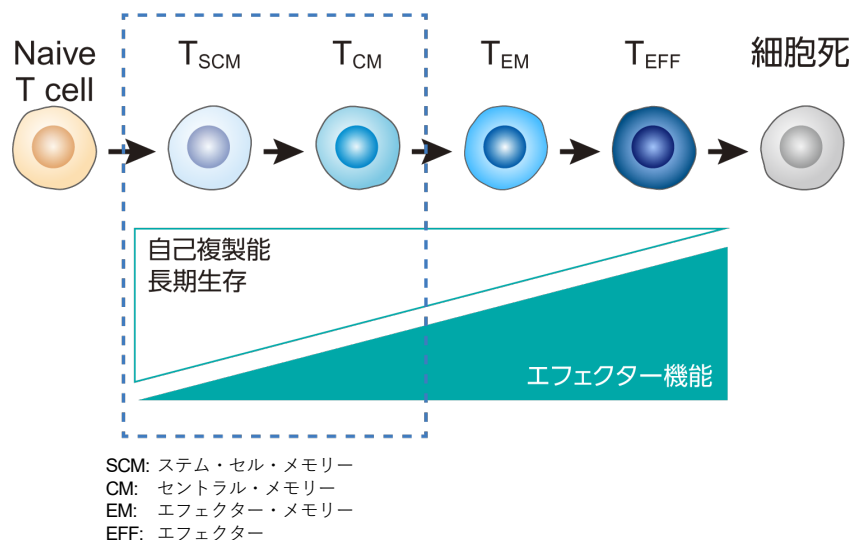 Naive
T cell
TSCM
TCM
TEM
TEFF
細胞死
自己複製能
長期生存
エフェクター機能
SCM: ステム・セル・メモリー
CM: セントラル・メモリー
EM: エフェクター・メモリー
EFF: エフェクター